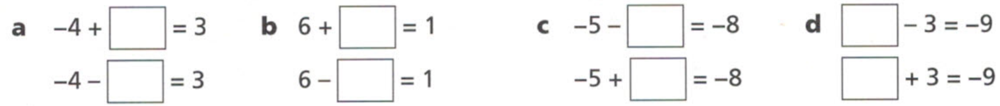 a −4 + □ = 3 b 6 + □ = 1 c −5 − □ = −8 d □ − 3 = −9
−4 − □ = 3 6 − □ = 1 −5 + □ = −8 □ + 3 = −9